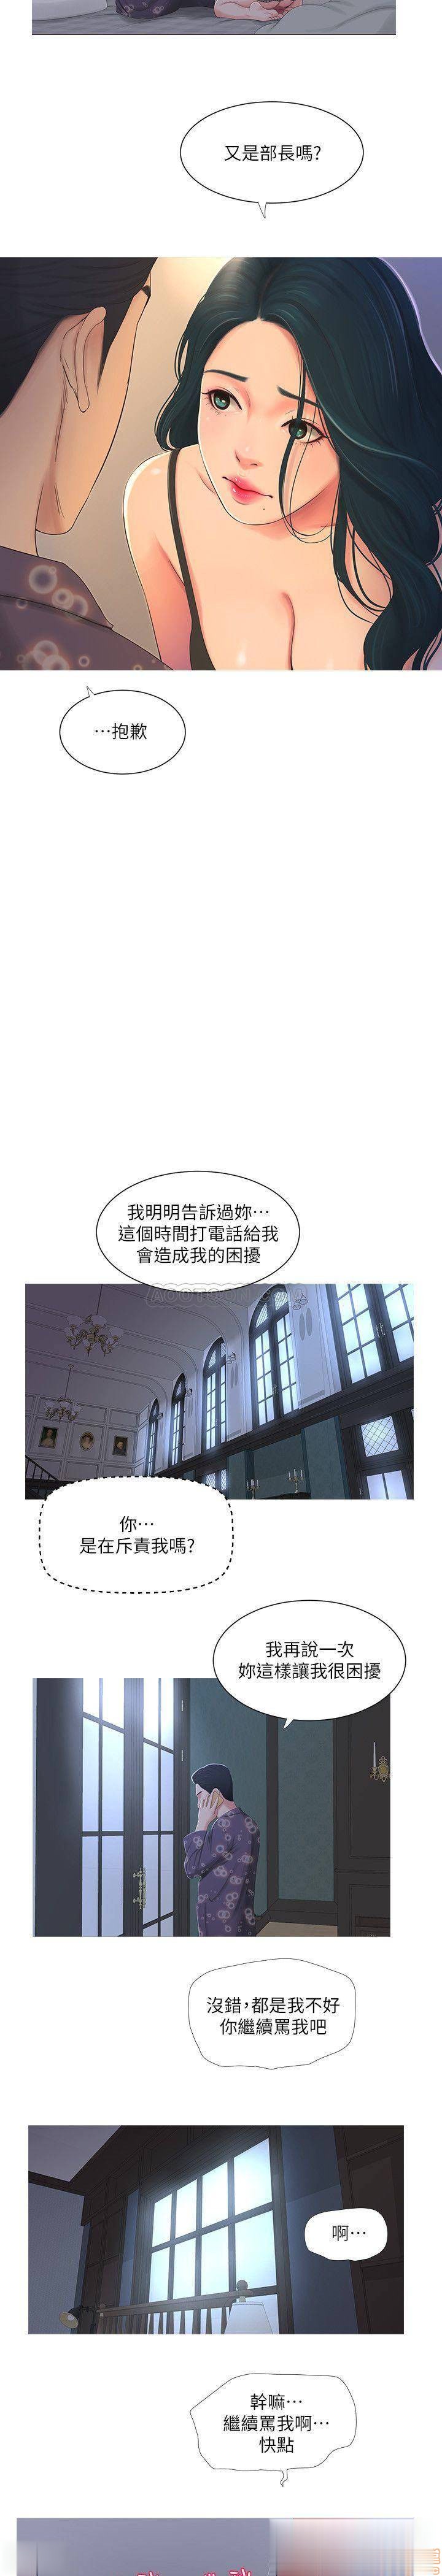 又是部長嗎?
…抱歉
我明明告訴過妳…
這個時間打電話給我
會造成我的困擾
你…
是在斥責我嗎?
我再說一次
妳這樣讓我很困擾
沒錯,都是我不好
你繼續罵我吧
啊…
幹嘛…
繼續罵我啊…
快點